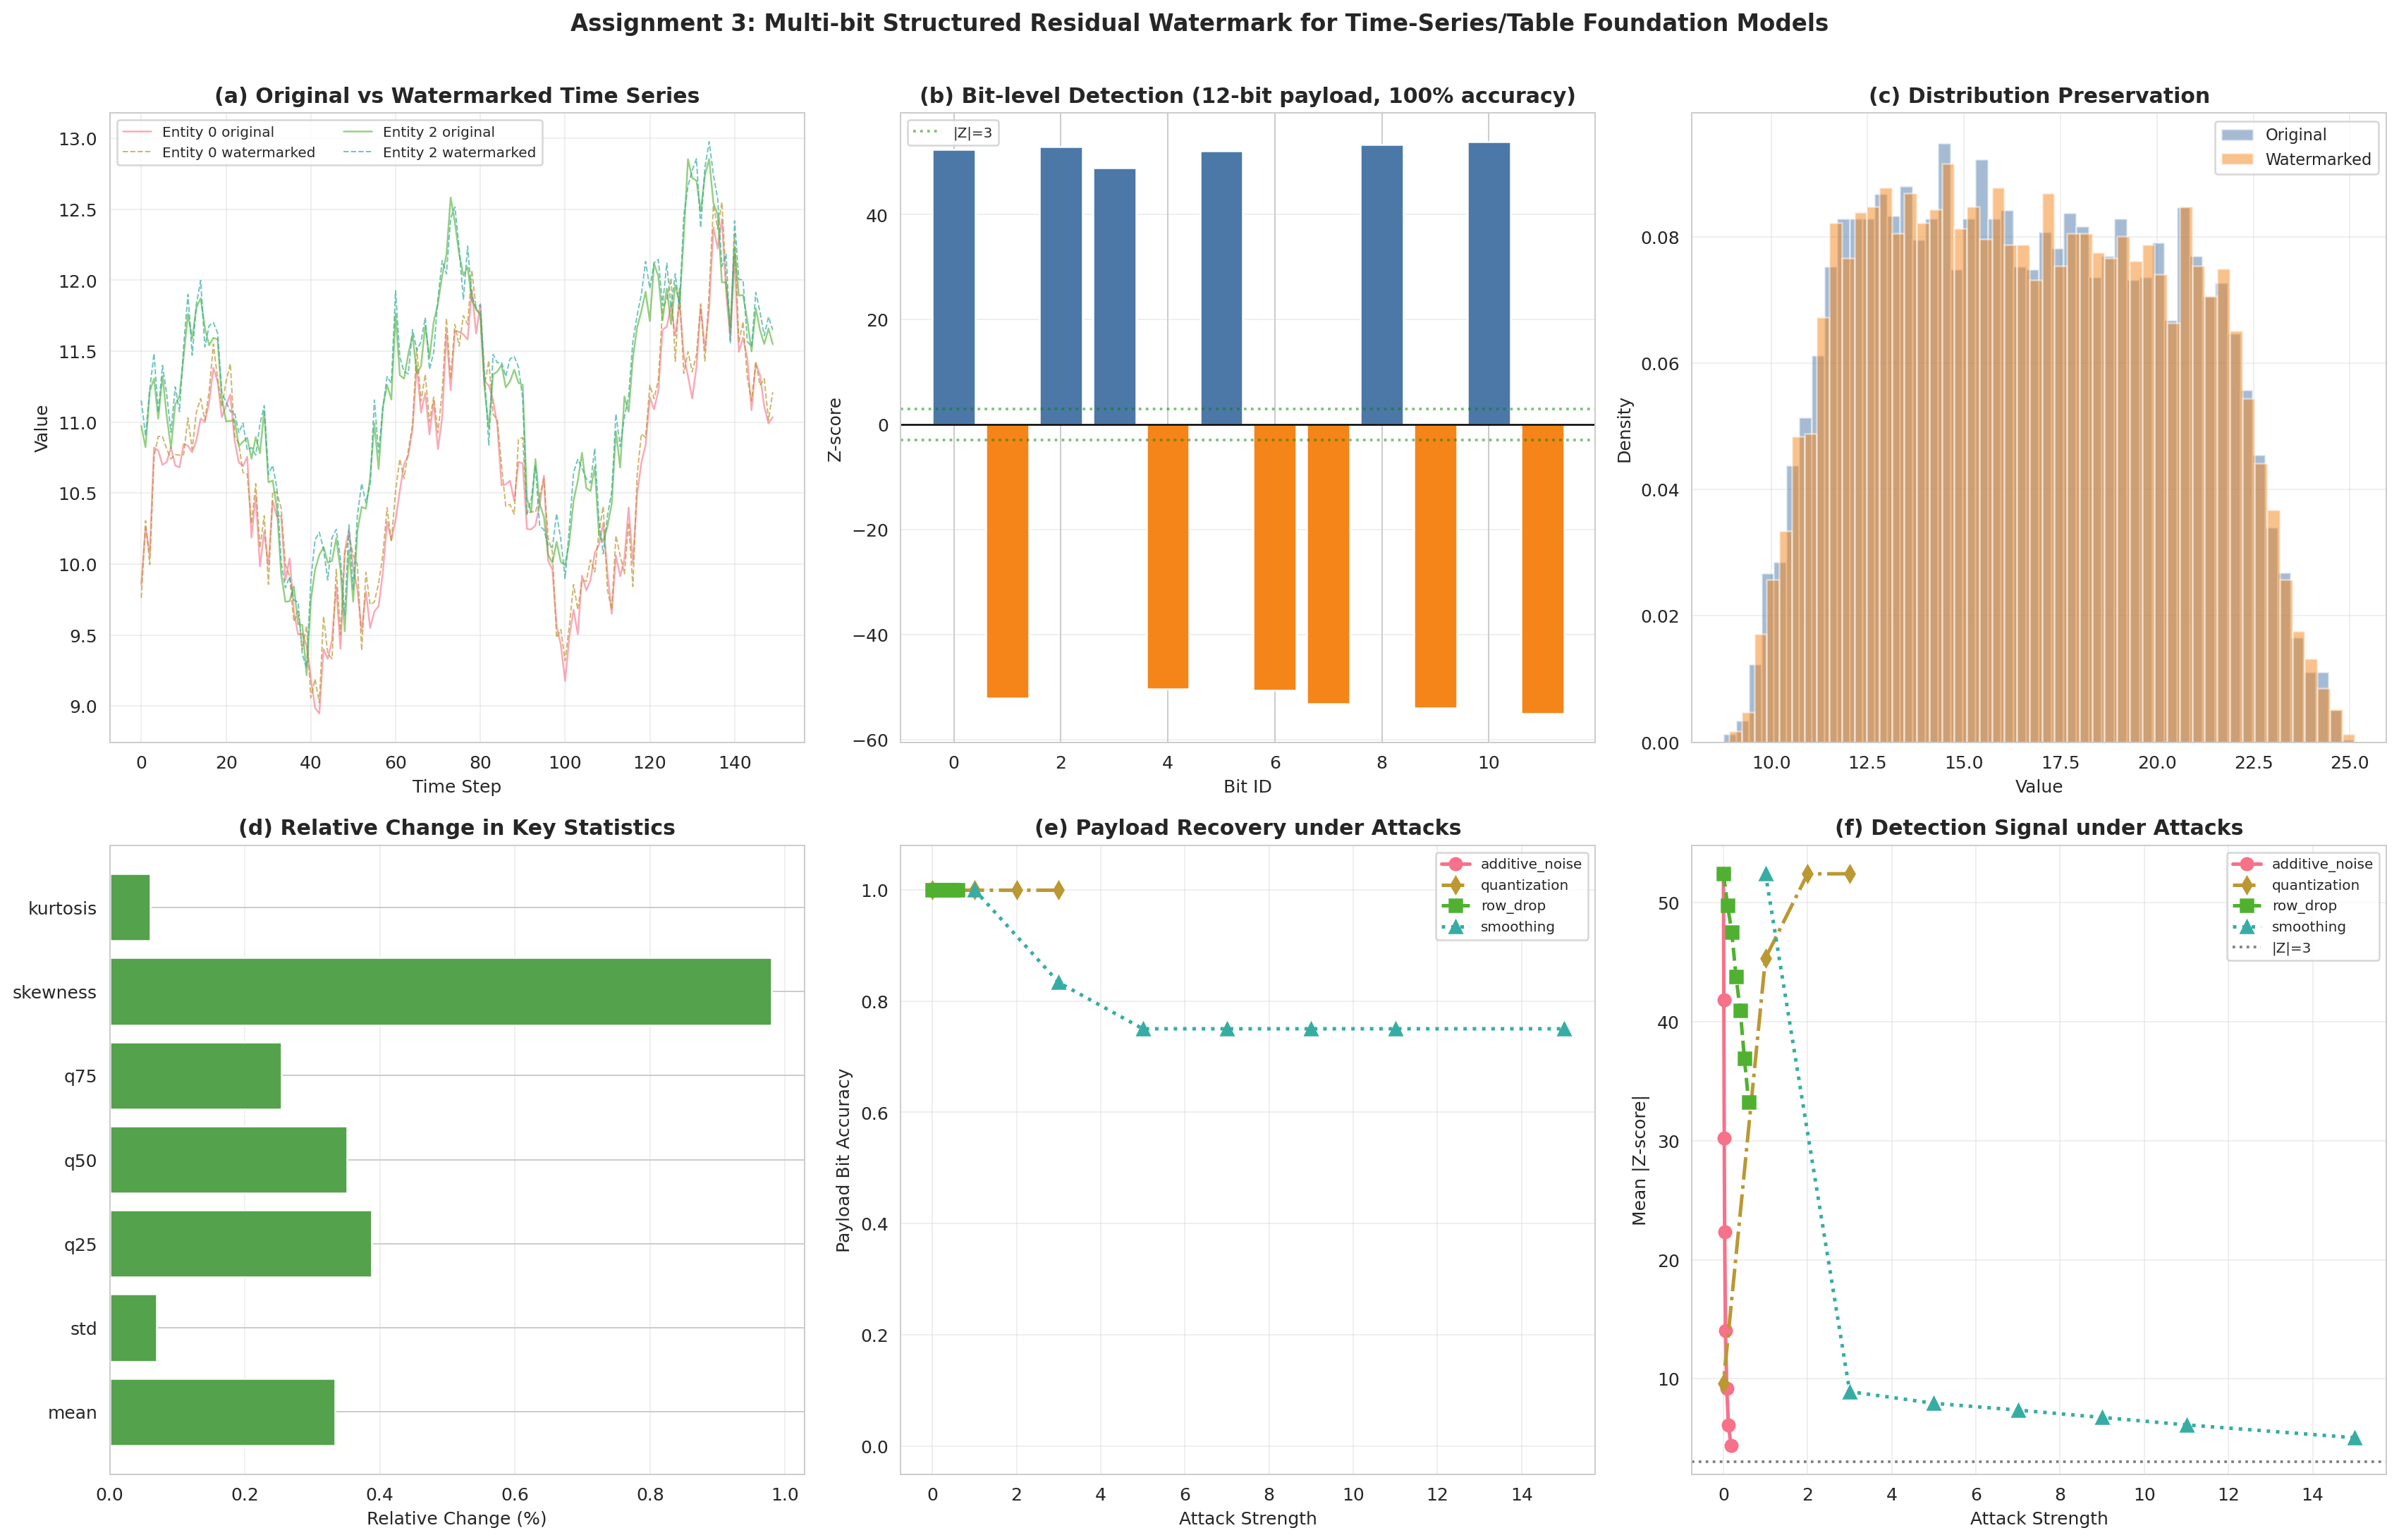 Assignment 3: Multi-bit Structured Residual Watermark for Time-Series/Table Foundation Models
(a) Original vs Watermarked Time Series
Entity 0 original
Entity 0 watermarked
Entity 2 original
Entity 2 watermarked
Value
13.0
12.5
12.0
11.5
11.0
10.5
10.0
9.5
9.0
0 20 40 60 80 100 120 140
Time Step
(b) Bit-level Detection (12-bit payload, 100% accuracy)
|Z|=3
Z-score
40
20
0
−20
−40
−60
0 2 4 6 8 10
Bit ID
(c) Distribution Preservation
Original
Watermarked
Density
0.08
0.06
0.04
0.02
0.00
10.0 12.5 15.0 17.5 20.0 22.5 25.0
Value
(d) Relative Change in Key Statistics
kurtosis
skewness
q75
q50
q25
std
mean
0.0 0.2 0.4 0.6 0.8 1.0
Relative Change (%)
(e) Payload Recovery under Attacks
additive_noise
quantization
row_drop
smoothing
Payload Bit Accuracy
1.0
0.8
0.6
0.4
0.2
0.0
0 2 4 6 8 10 12 14
Attack Strength
(f) Detection Signal under Attacks
additive_noise
quantization
row_drop
smoothing
|Z|=3
Mean |Z-score|
50
40
30
20
10
0 2 4 6 8 10 12 14
Attack Strength